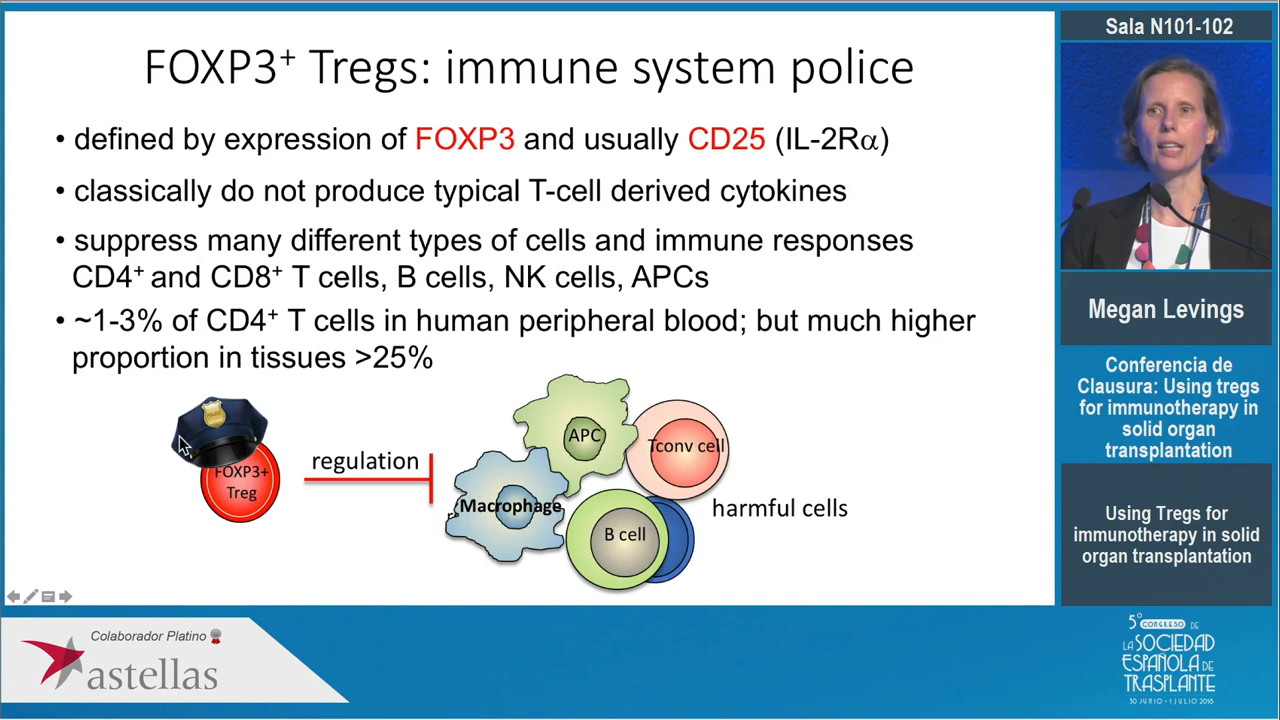 FOXP3⁺ Tregs: immune system police
• defined by expression of FOXP3 and usually CD25 (IL-2Rα)
• classically do not produce typical T-cell derived cytokines
• suppress many different types of cells and immune responses
CD4⁺ and CD8⁺ T cells, B cells, NK cells, APCs
• ~1-3% of CD4⁺ T cells in human peripheral blood; but much higher
proportion in tissues >25%
FOXP3+
Treg
regulation
APC
Tconv cell
Macrophage
B cell
harmful cells
Sala N101-102
Megan Levings
Conferencia de
Clausura: Using tregs
for immunotherapy in
solid organ
transplantation
Using Tregs for
immunotherapy in solid
organ transplantation
Colaborador Platino
astellas
5º CONGRESO DE
LA SOCIEDAD
ESPAÑOLA DE
TRASPLANTE
30 JUNIO - 1 JULIO 2018